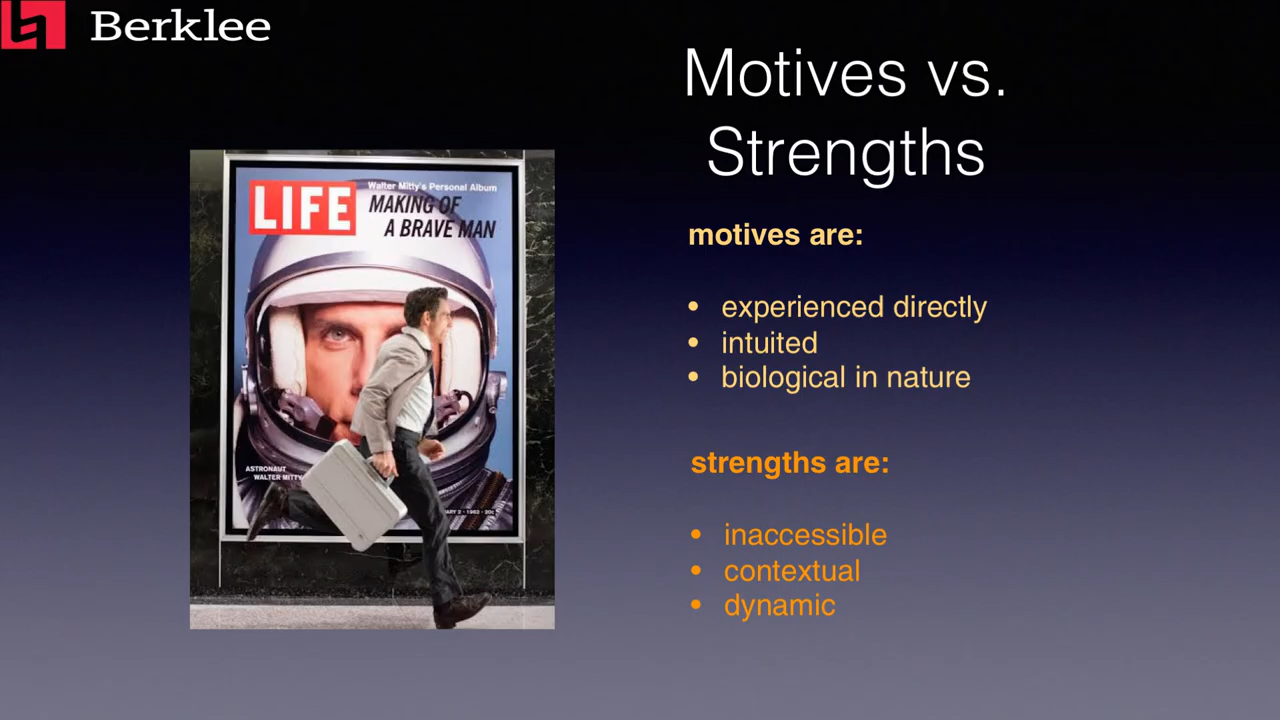 Berklee
Motives vs.
Strengths
LIFE
Walter Mitty's Personal Album
MAKING OF
A BRAVE MAN
ASTRONAUT
WALTER MITTY
motives are:
• experienced directly
• intuited
• biological in nature
strengths are:
• inaccessible
• contextual
• dynamic